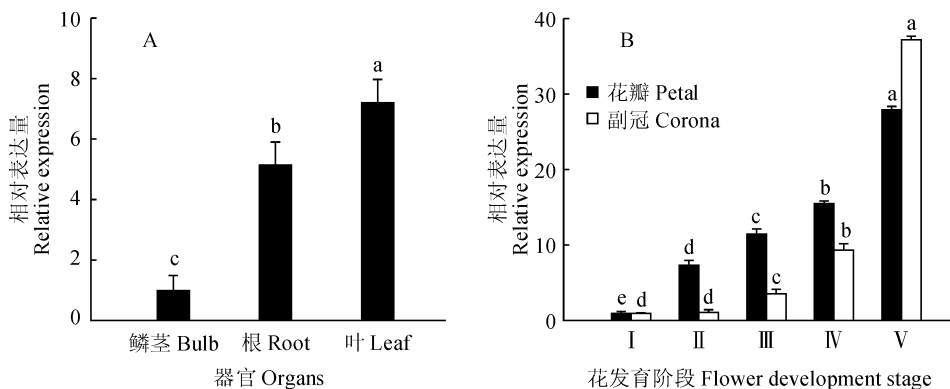 A
相对表达量
Relative expression
10
8
6
4
2
0
c
b
a
鳞茎 Bulb
根 Root
叶 Leaf
器官 Organs
B
相对表达量
Relative expression
40
30
20
10
0
花瓣 Petal
副冠 Corona
e
d
d
d
c
c
b
b
a
a
Ⅰ
Ⅱ
Ⅲ
Ⅳ
Ⅴ
花发育阶段 Flower development stage